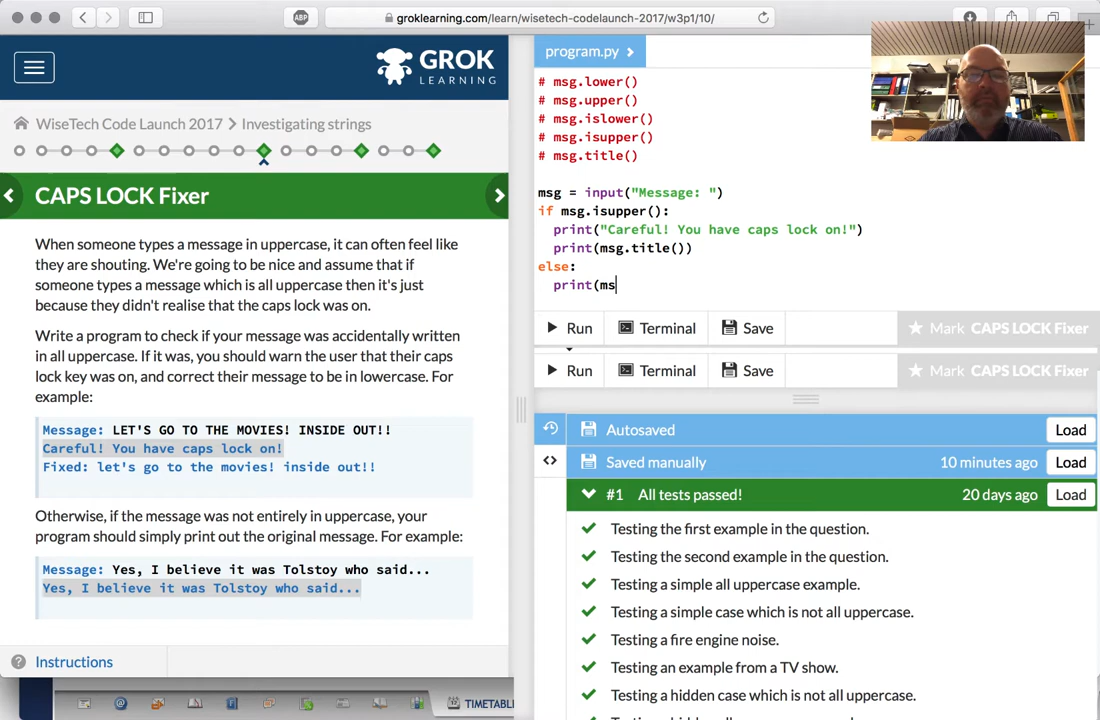 ABP
groklearning.com/learn/wisetech-codelaunch-2017/w3p1/10/
GROK
LEARNING
WiseTech Code Launch 2017 > Investigating strings
CAPS LOCK Fixer
When someone types a message in uppercase, it can often feel like
they are shouting. We're going to be nice and assume that if
someone types a message which is all uppercase then it's just
because they didn't realise that the caps lock was on.
Write a program to check if your message was accidentally written
in all uppercase. If it was, you should warn the user that their caps
lock key was on, and correct their message to be in lowercase. For
example:
Message: LET'S GO TO THE MOVIES! INSIDE OUT!!
Careful! You have caps lock on!
Fixed: let's go to the movies! inside out!!
Otherwise, if the message was not entirely in uppercase, your
program should simply print out the original message. For example:
Message: Yes, I believe it was Tolstoy who said...
Yes, I believe it was Tolstoy who said...
Instructions
TIMETABLE
program.py
# msg.lower()
# msg.upper()
# msg.islower()
# msg.isupper()
# msg.title()
msg = input("Message: ")
if msg.isupper():
print("Careful! You have caps lock on!")
print(msg.title())
else:
print(ms
Run Terminal Save Mark CAPS LOCK Fixer
Run Terminal Save Mark CAPS LOCK Fixer
Autosaved Load
Saved manually 10 minutes ago Load
#1 All tests passed! 20 days ago Load
Testing the first example in the question.
Testing the second example in the question.
Testing a simple all uppercase example.
Testing a simple case which is not all uppercase.
Testing a fire engine noise.
Testing an example from a TV show.
Testing a hidden case which is not all uppercase.